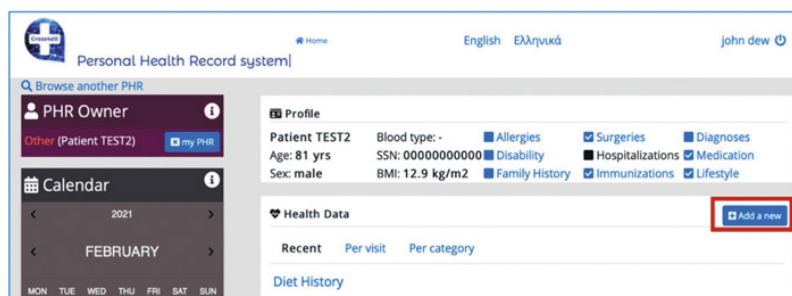 Cross4all
Home
English Ελληνικά
john dew
Personal Health Record system|
Browse another PHR
PHR Owner
Other (Patient TEST2)
my PHR
Calendar
2021
FEBRUARY
MON TUE WED THU FRI SAT SUN
Profile
Patient TEST2 Blood type: - Allergies Surgeries Diagnoses
Age: 81 yrs SSN: 00000000000 Disability Hospitalizations Medication
Sex: male BMI: 12.9 kg/m2 Family History Immunizations Lifestyle
Health Data
Add a new
Recent Per visit Per category
Diet History